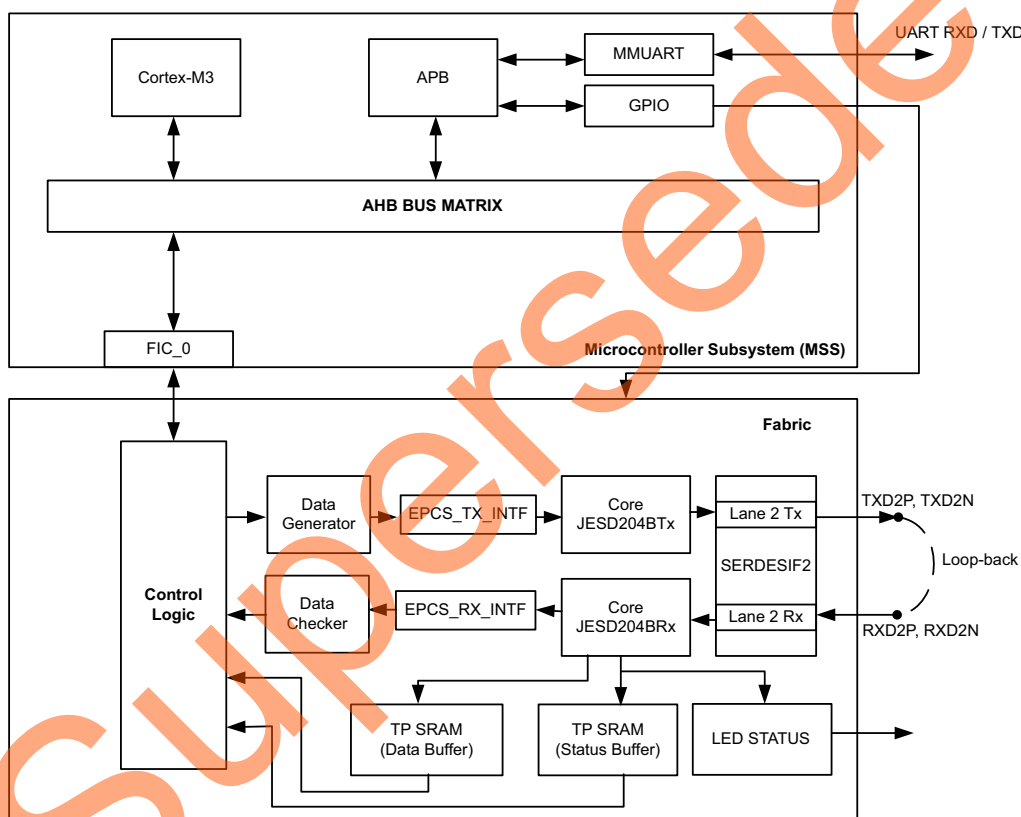 UART RXD / TXD
Cortex-M3
APB
MMUART
GPIO
AHB BUS MATRIX
FIC_0
Microcontroller Subsystem (MSS)
Fabric
Control
Logic
Data
Generator
EPCS_TX_INTF
Core
JESD204BTx
Lane 2 Tx
TXD2P, TXD2N
SERDESIF2
Loop-back
Data
Checker
EPCS_RX_INTF
Core
JESD204BRx
Lane 2 Rx
RXD2P, RXD2N
TP SRAM
(Data Buffer)
TP SRAM
(Status Buffer)
LED STATUS
Supersede